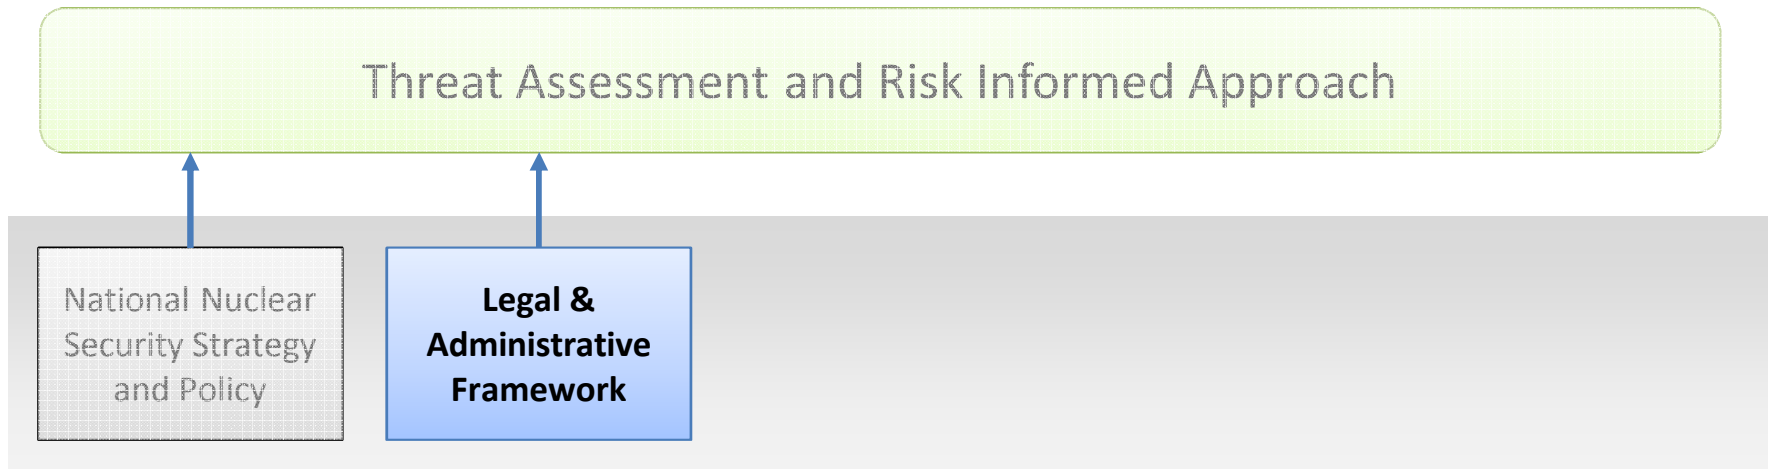 Threat Assessment and Risk Informed Approach
National Nuclear
Security Strategy
and Policy
Legal &
Administrative
Framework